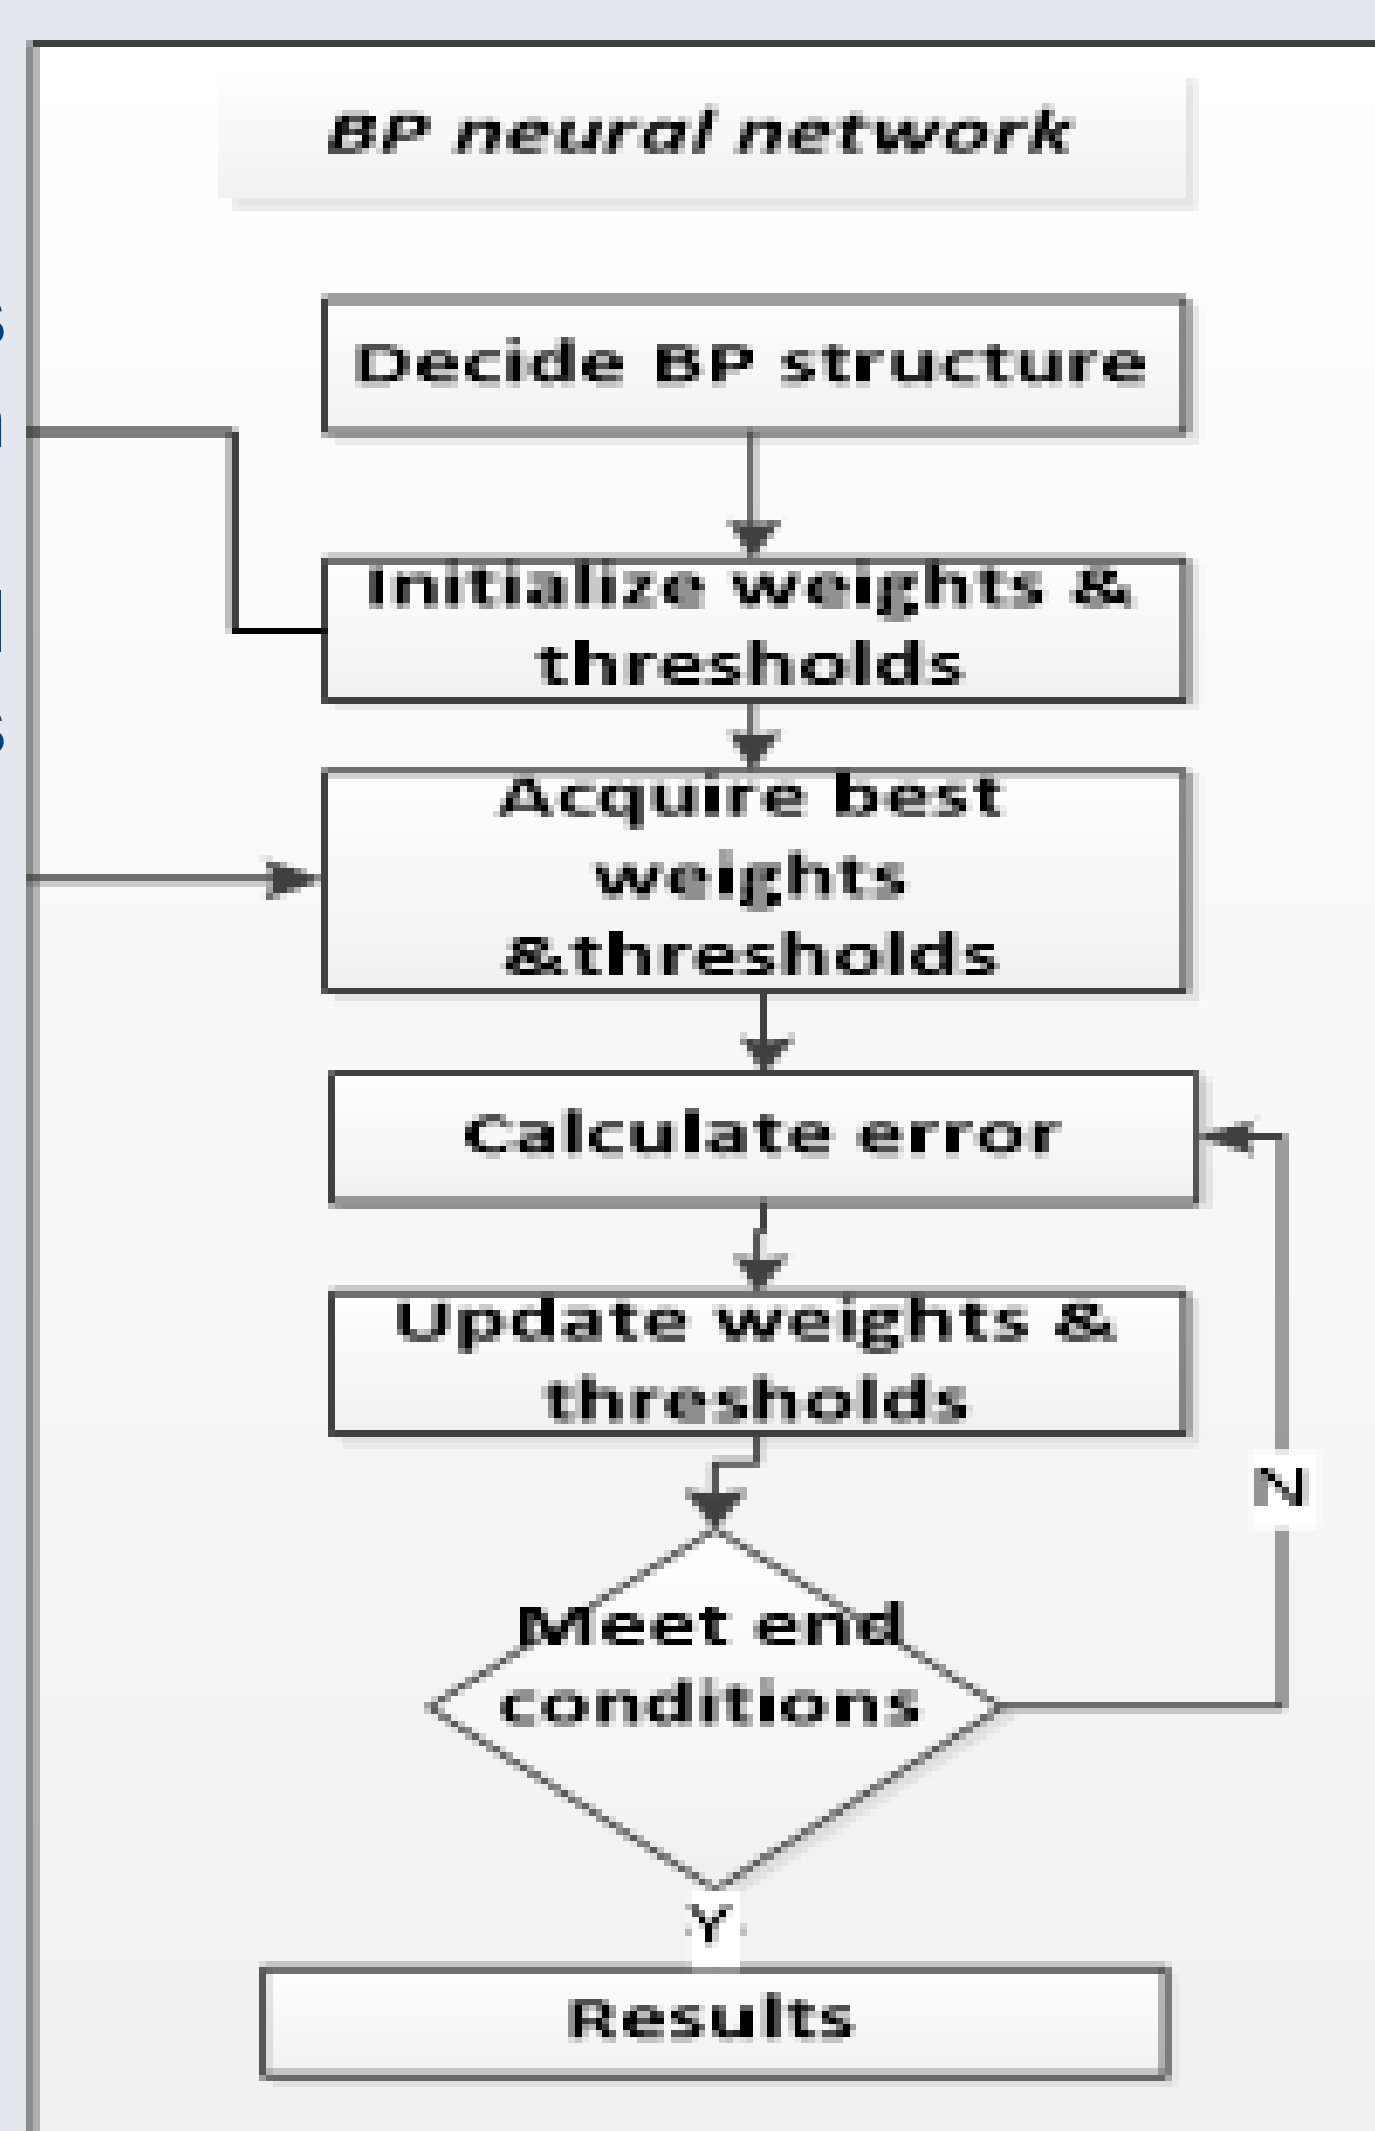 BP neural network
Decide BP structure
Initialize weights &
thresholds
Acquire best
weights
&thresholds
Calculate error
Update weights &
thresholds
N
Meet end
conditions
Y
Results